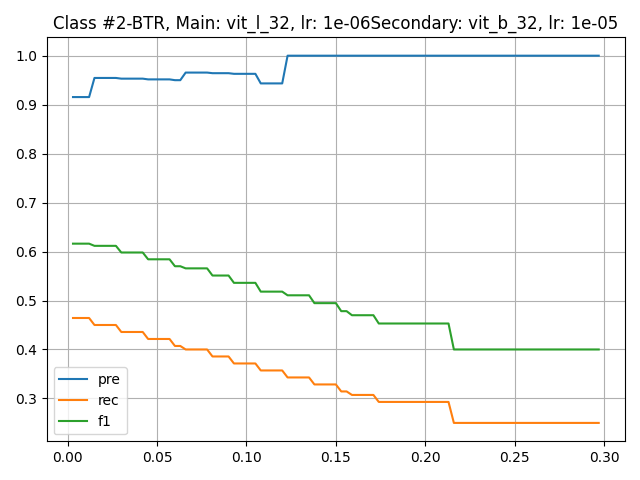 Class #2-BTR, Main: vit_l_32, lr: 1e-06Secondary: vit_b_32, lr: 1e-05
1.0
0.9
0.8
0.7
0.6
0.5
0.4
0.3
pre
rec
f1
0.00 0.05 0.10 0.15 0.20 0.25 0.30